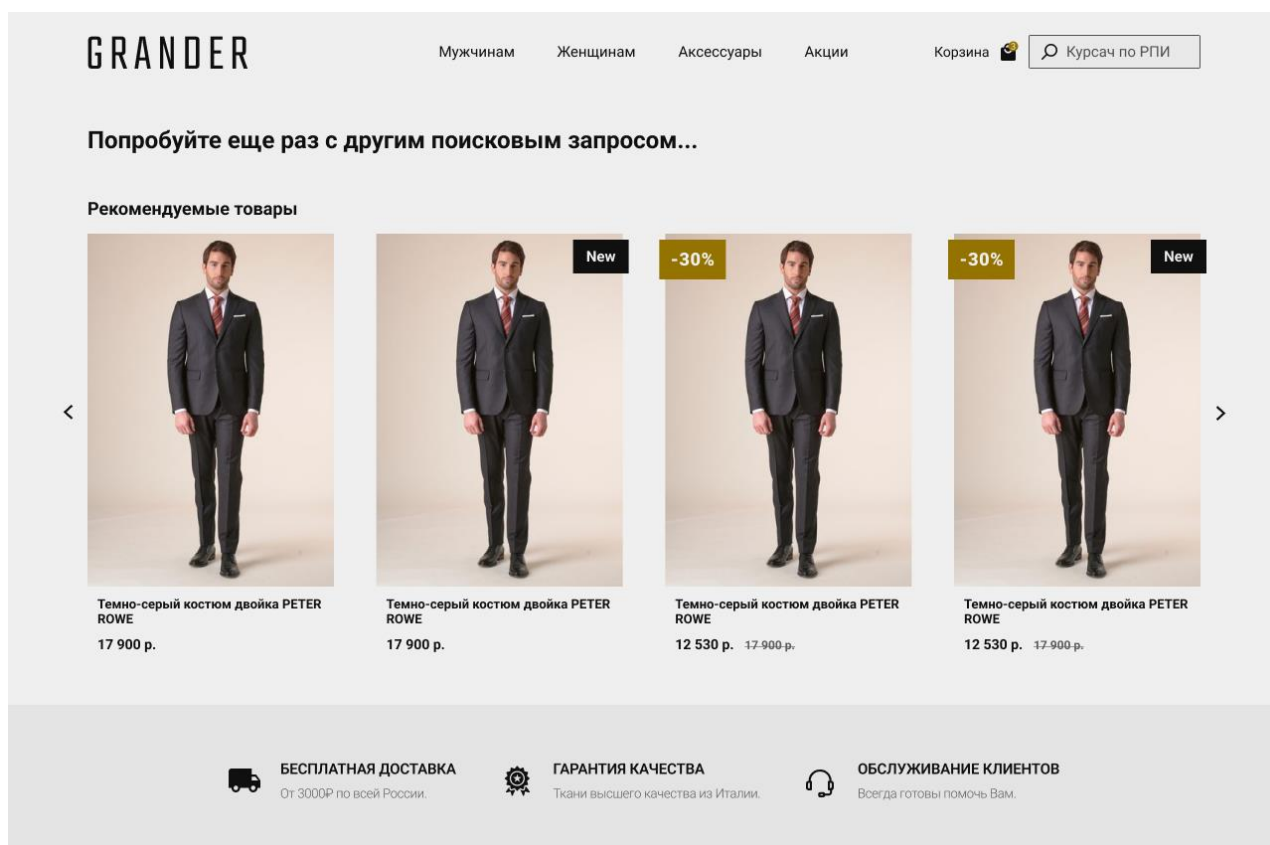 GRANDER
Мужчинам Женщинам Аксессуары Акции Корзина Курсач по РПИ
Попробуйте еще раз с другим поисковым запросом...
Рекомендуемые товары
New -30% -30% New
Темно-серый костюм двойка PETER
ROWE
17 900 р.
Темно-серый костюм двойка PETER
ROWE
17 900 р.
Темно-серый костюм двойка PETER
ROWE
12 530 р. 17 900 р.
Темно-серый костюм двойка PETER
ROWE
12 530 р. 17 900 р.
БЕСПЛАТНАЯ ДОСТАВКА
От 3000₽ по всей России.
ГАРАНТИЯ КАЧЕСТВА
Ткани высшего качества из Италии.
ОБСЛУЖИВАНИЕ КЛИЕНТОВ
Всегда готовы помочь Вам.